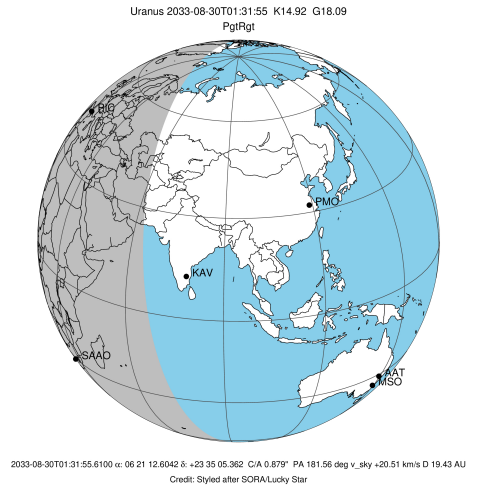 Uranus 2033-08-30T01:31:55 K14.92 G18.09
PgtRgt
PIC
PMO
KAV
SAAO
AAT
MSO
2033-08-30T01:31:55.6100 α: 06 21 12.6042 δ: +23 35 05.362 C/A 0.879" PA 181.56 deg v_sky +20.51 km/s D 19.43 AU
Credit: Styled after SORA/Lucky Star